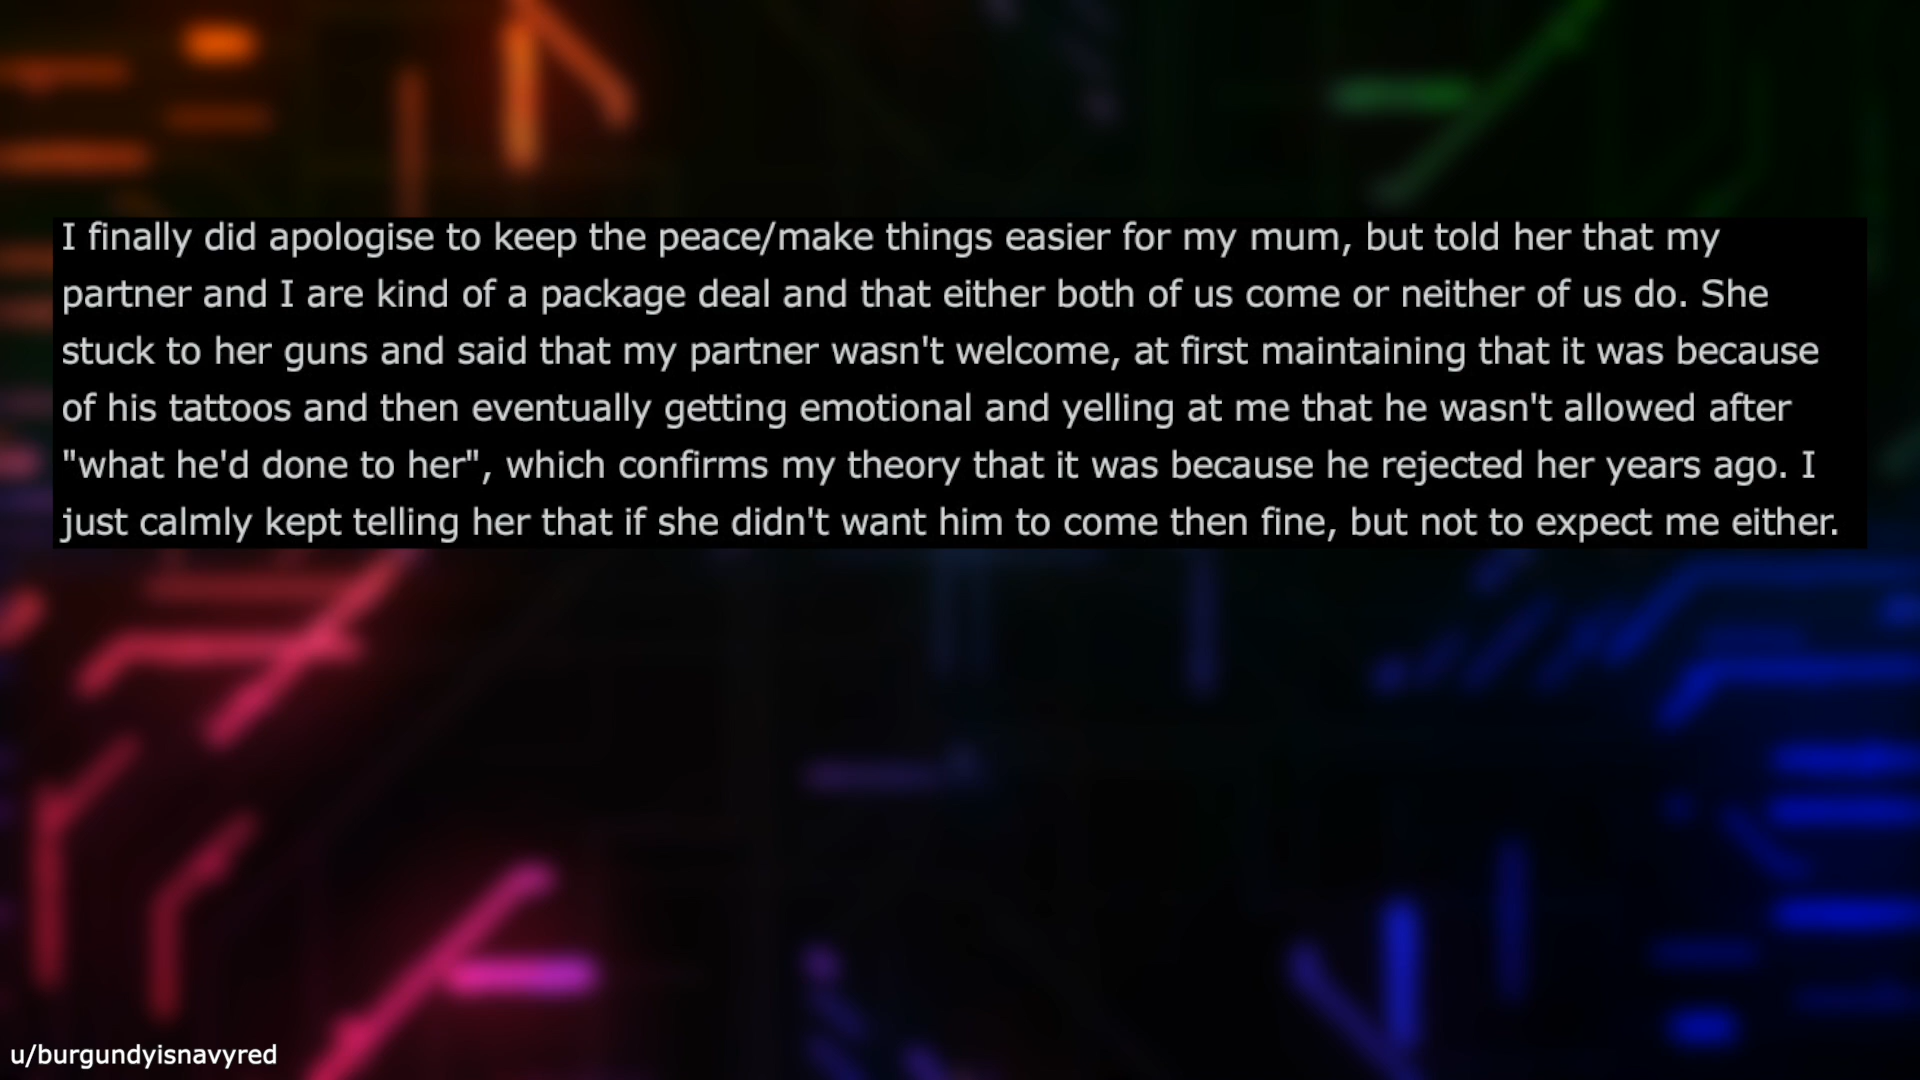 I finally did apologise to keep the peace/make things easier for my mum, but told her that my
partner and I are kind of a package deal and that either both of us come or neither of us do. She
stuck to her guns and said that my partner wasn't welcome, at first maintaining that it was because
of his tattoos and then eventually getting emotional and yelling at me that he wasn't allowed after
"what he'd done to her", which confirms my theory that it was because he rejected her years ago. I
just calmly kept telling her that if she didn't want him to come then fine, but not to expect me either.
u/burgundyisnavyred